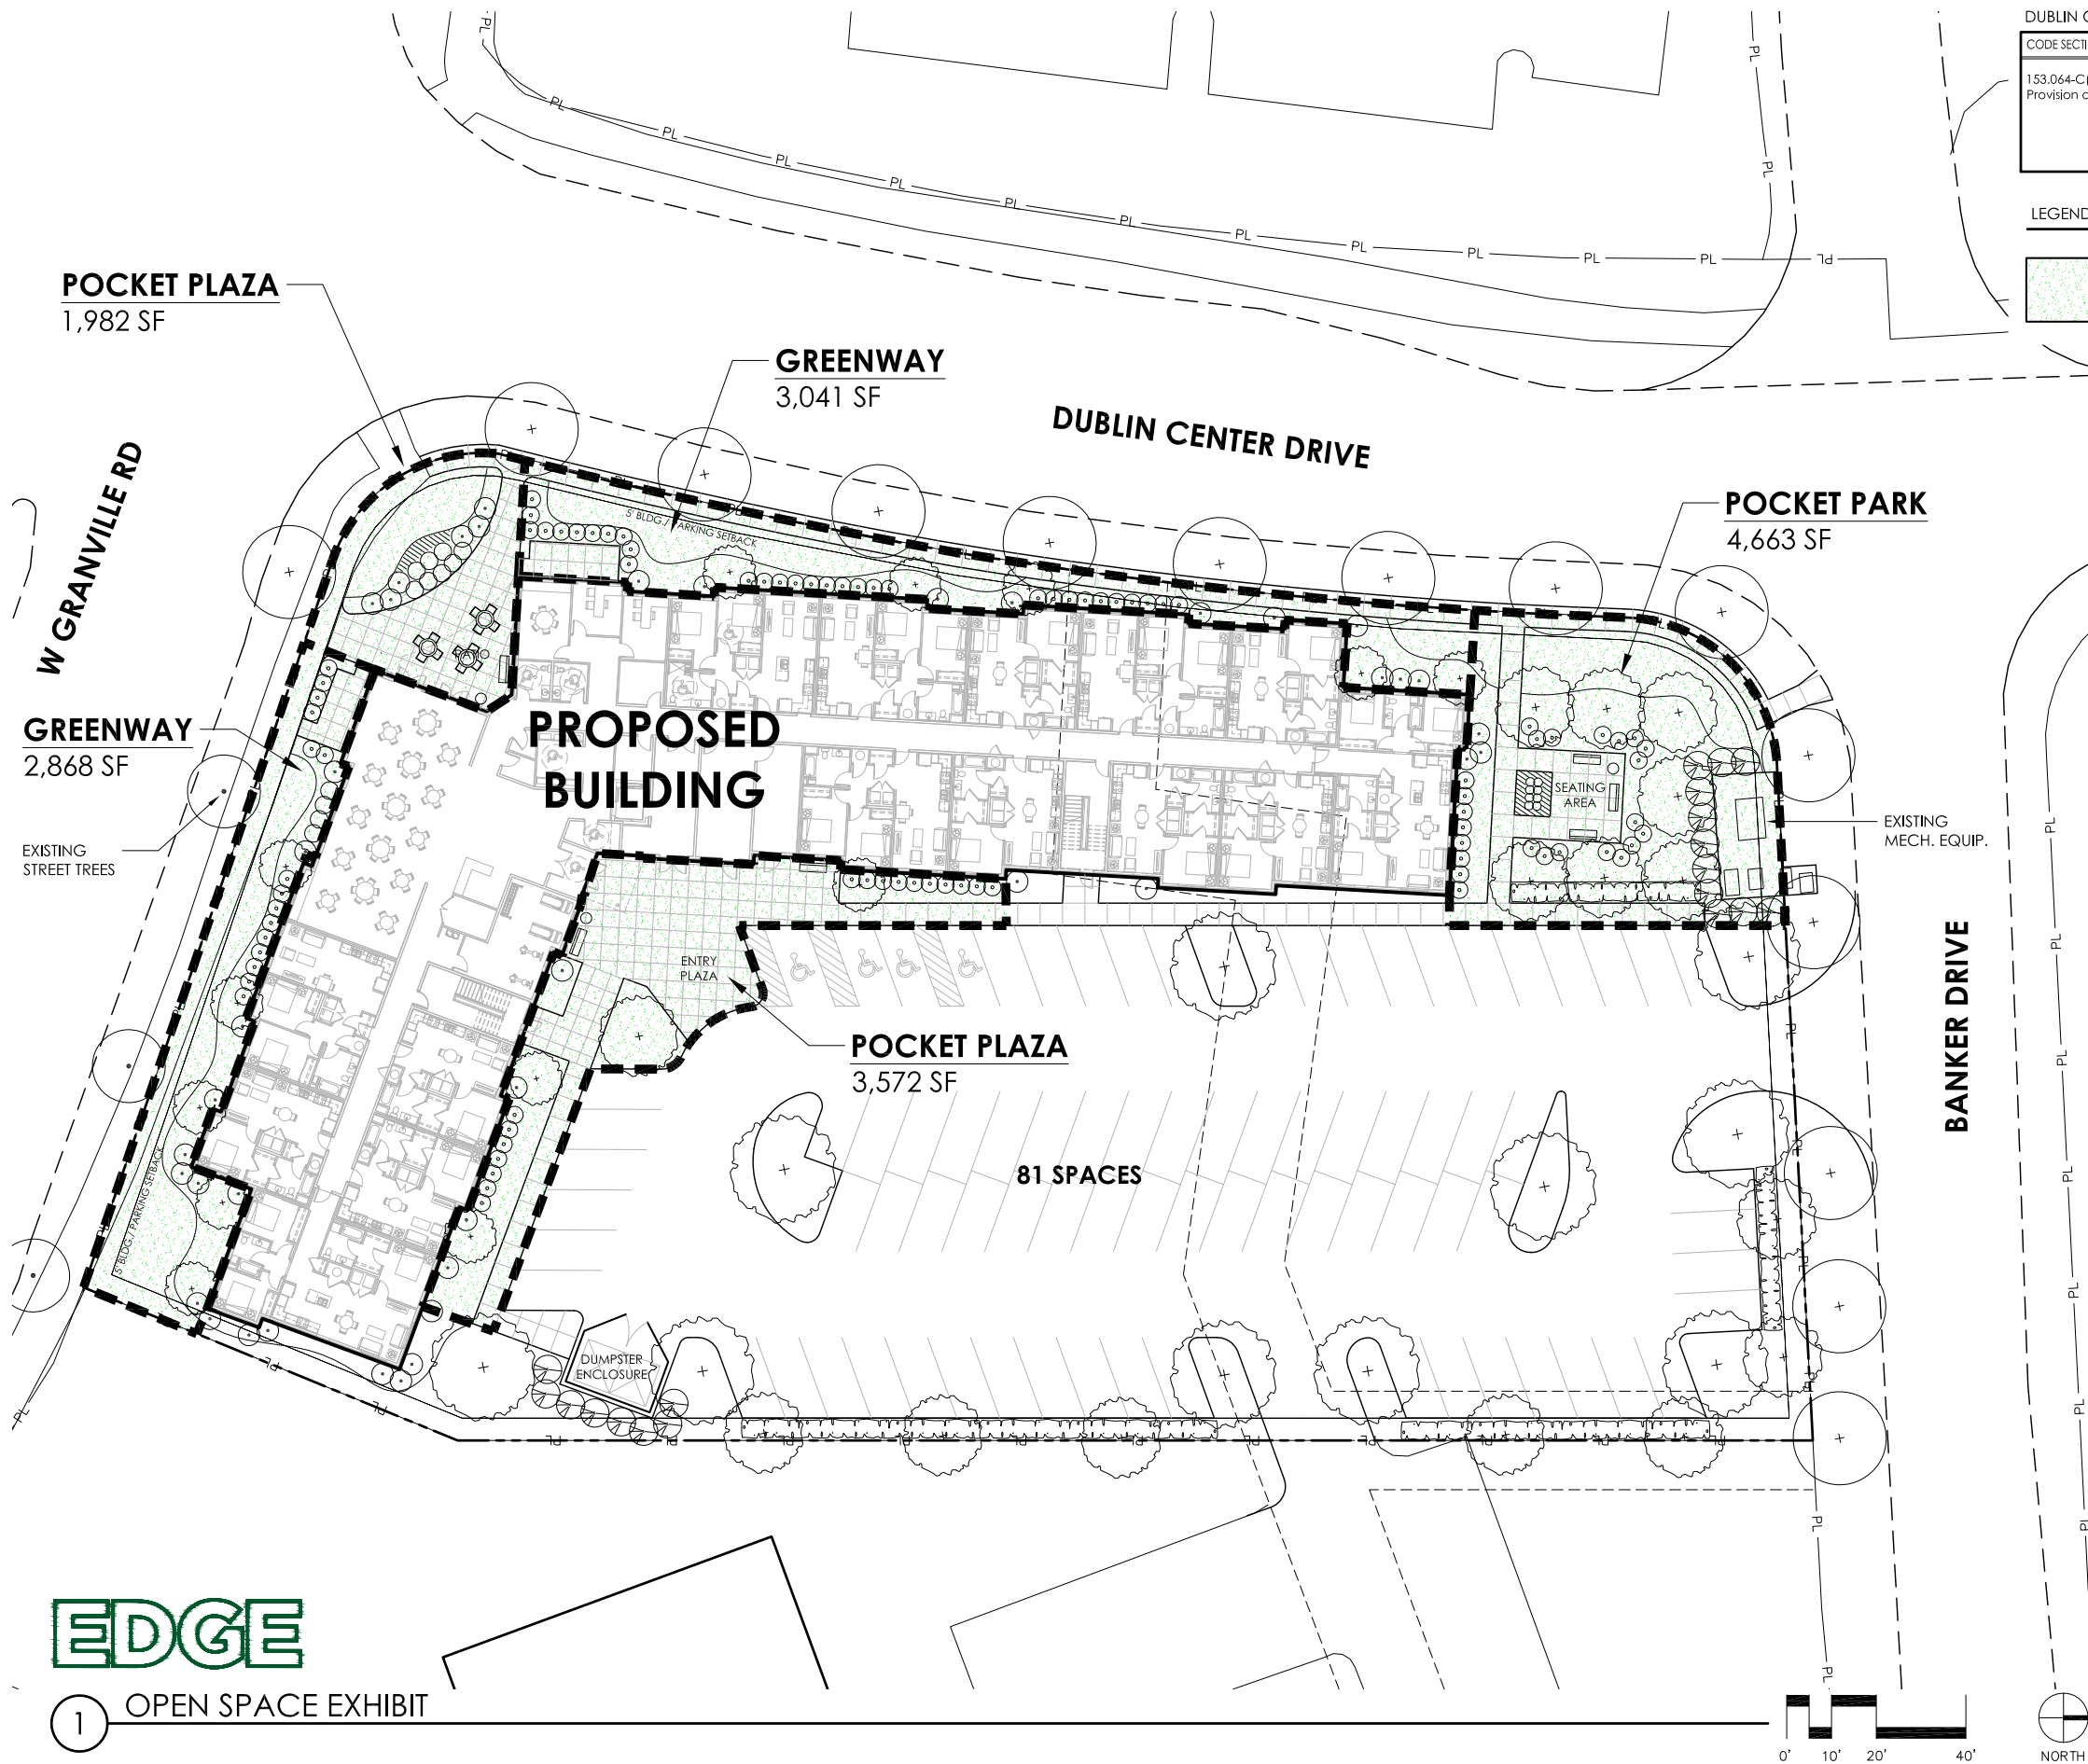 DUBLIN C
CODE SECTI
153.064-C(
Provision o
LEGEND
POCKET PLAZA
1,982 SF
GREENWAY
3,041 SF
DUBLIN CENTER DRIVE
W GRANVILLE RD
5' BLDG./PARKING SETBACK
POCKET PARK
4,663 SF
GREENWAY
2,868 SF
EXISTING
STREET TREES
PROPOSED
BUILDING
SEATING
AREA
EXISTING
MECH. EQUIP.
ENTRY
PLAZA
POCKET PLAZA
3,572 SF
BANKER DRIVE
81 SPACES
5' BLDG./PARKING SETBACK
DUMPSTER
ENCLOSURE
PL
EDGE
1 OPEN SPACE EXHIBIT
0' 10' 20' 40'
NORTH